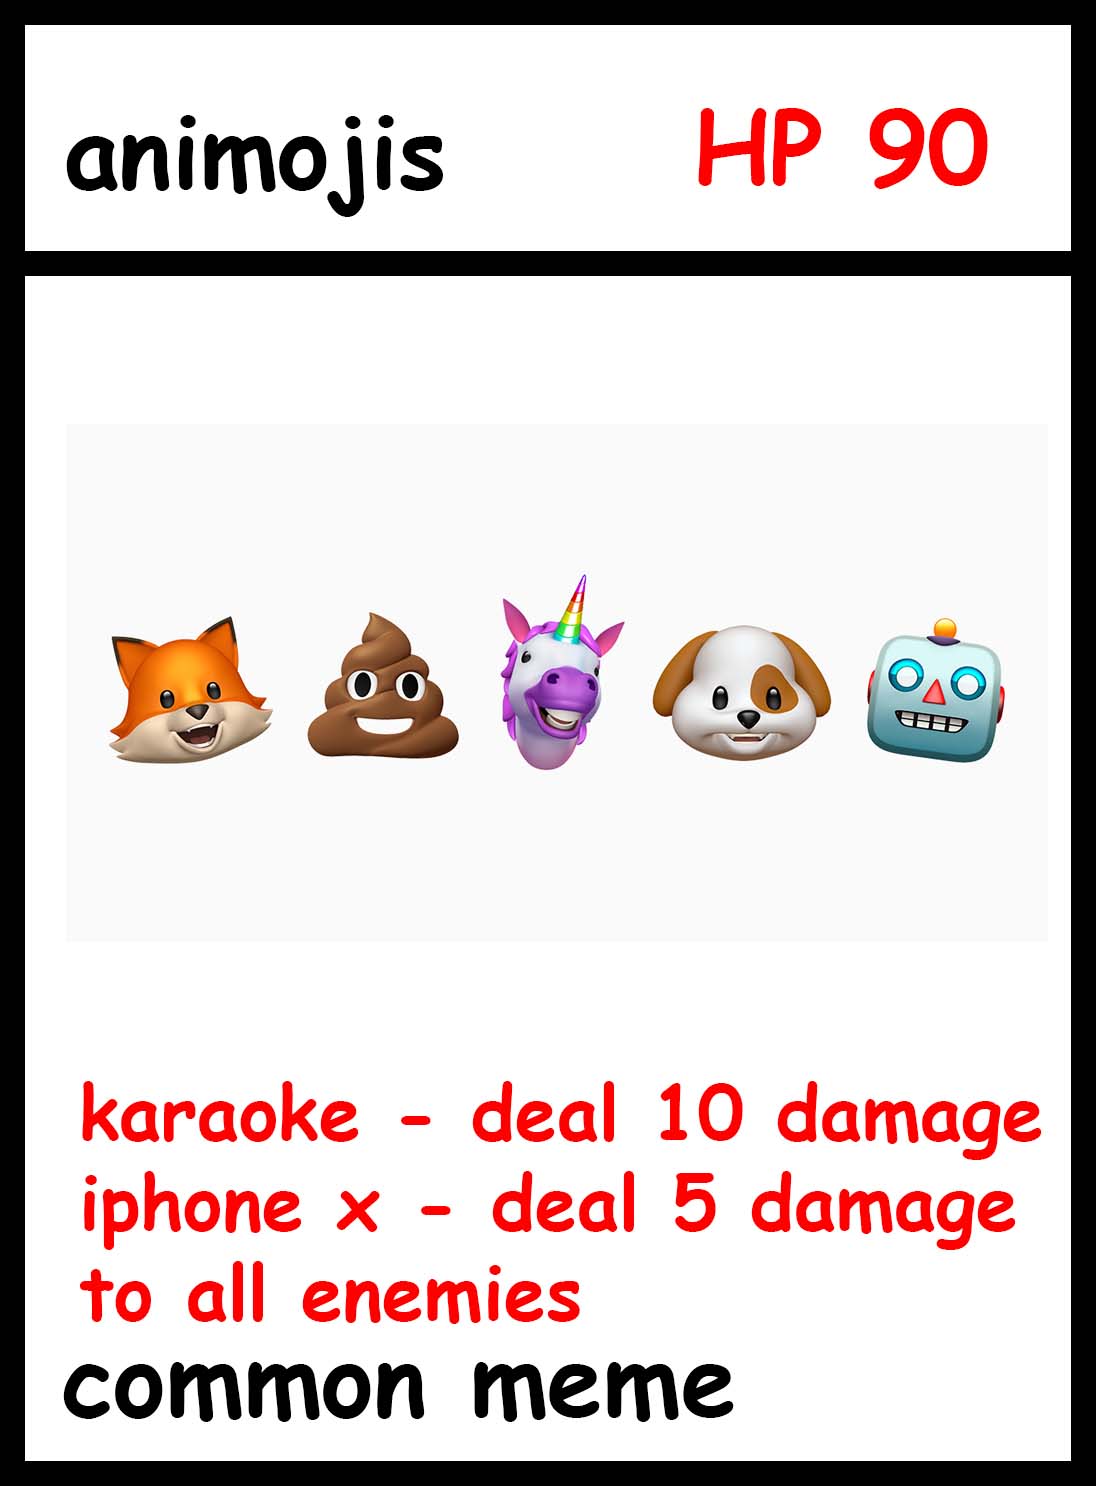 animojis
HP 90
karaoke - deal 10 damage
iphone x - deal 5 damage
to all enemies
common meme